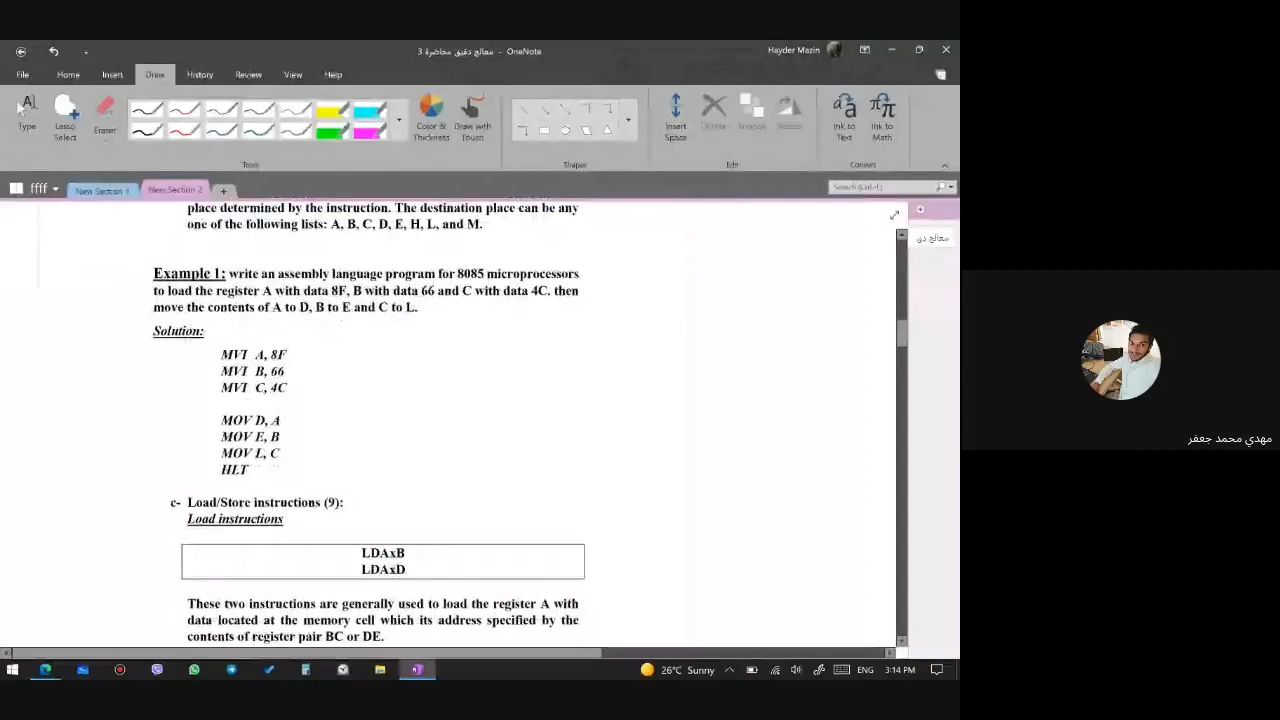 معالج دقيق محاضرة 3 - OneNote
Hayder Mazin
File Home Insert Draw History Review View Help
Type
Lasso Select
Eraser
Color & Thickness
Draw with Touch
Insert Space
Delete
Arrange
Rotate
Ink to Text
Ink to Math
Tools
Shapes
Edit
Convert
ffff
New Section 1
New Section 2
Search (Ctrl+E)
معالج دق
place determined by the instruction. The destination place can be any
one of the following lists: A, B, C, D, E, H, L, and M.
Example 1: write an assembly language program for 8085 microprocessors
to load the register A with data 8F, B with data 66 and C with data 4C. then
move the contents of A to D, B to E and C to L.
Solution:
MVI A, 8F
MVI B, 66
MVI C, 4C
MOV D, A
MOV E, B
MOV L, C
HLT
c- Load/Store instructions (9):
Load instructions
LDAxB
LDAxD
These two instructions are generally used to load the register A with
data located at the memory cell which its address specified by the
contents of register pair BC or DE.
مهدي محمد جعفر
26°C Sunny
ENG
3:14 PM